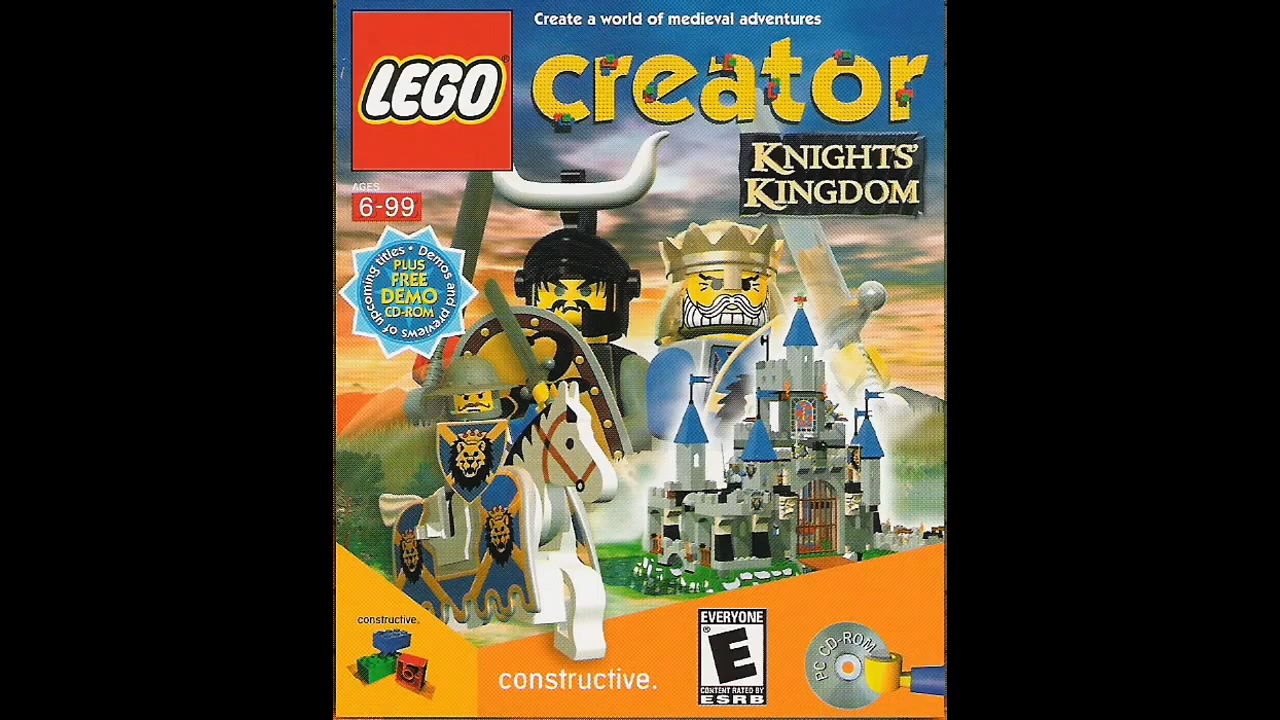 Create a world of medieval adventures
LEGO
®
creator
KNIGHTS'
KINGDOM
AGES
6-99
Demos and previews of upcoming titles •
PLUS
FREE
DEMO
CD-ROM
constructive.
constructive.
EVERYONE
®
E
CONTENT RATED BY
ESRB
PC CD-ROM